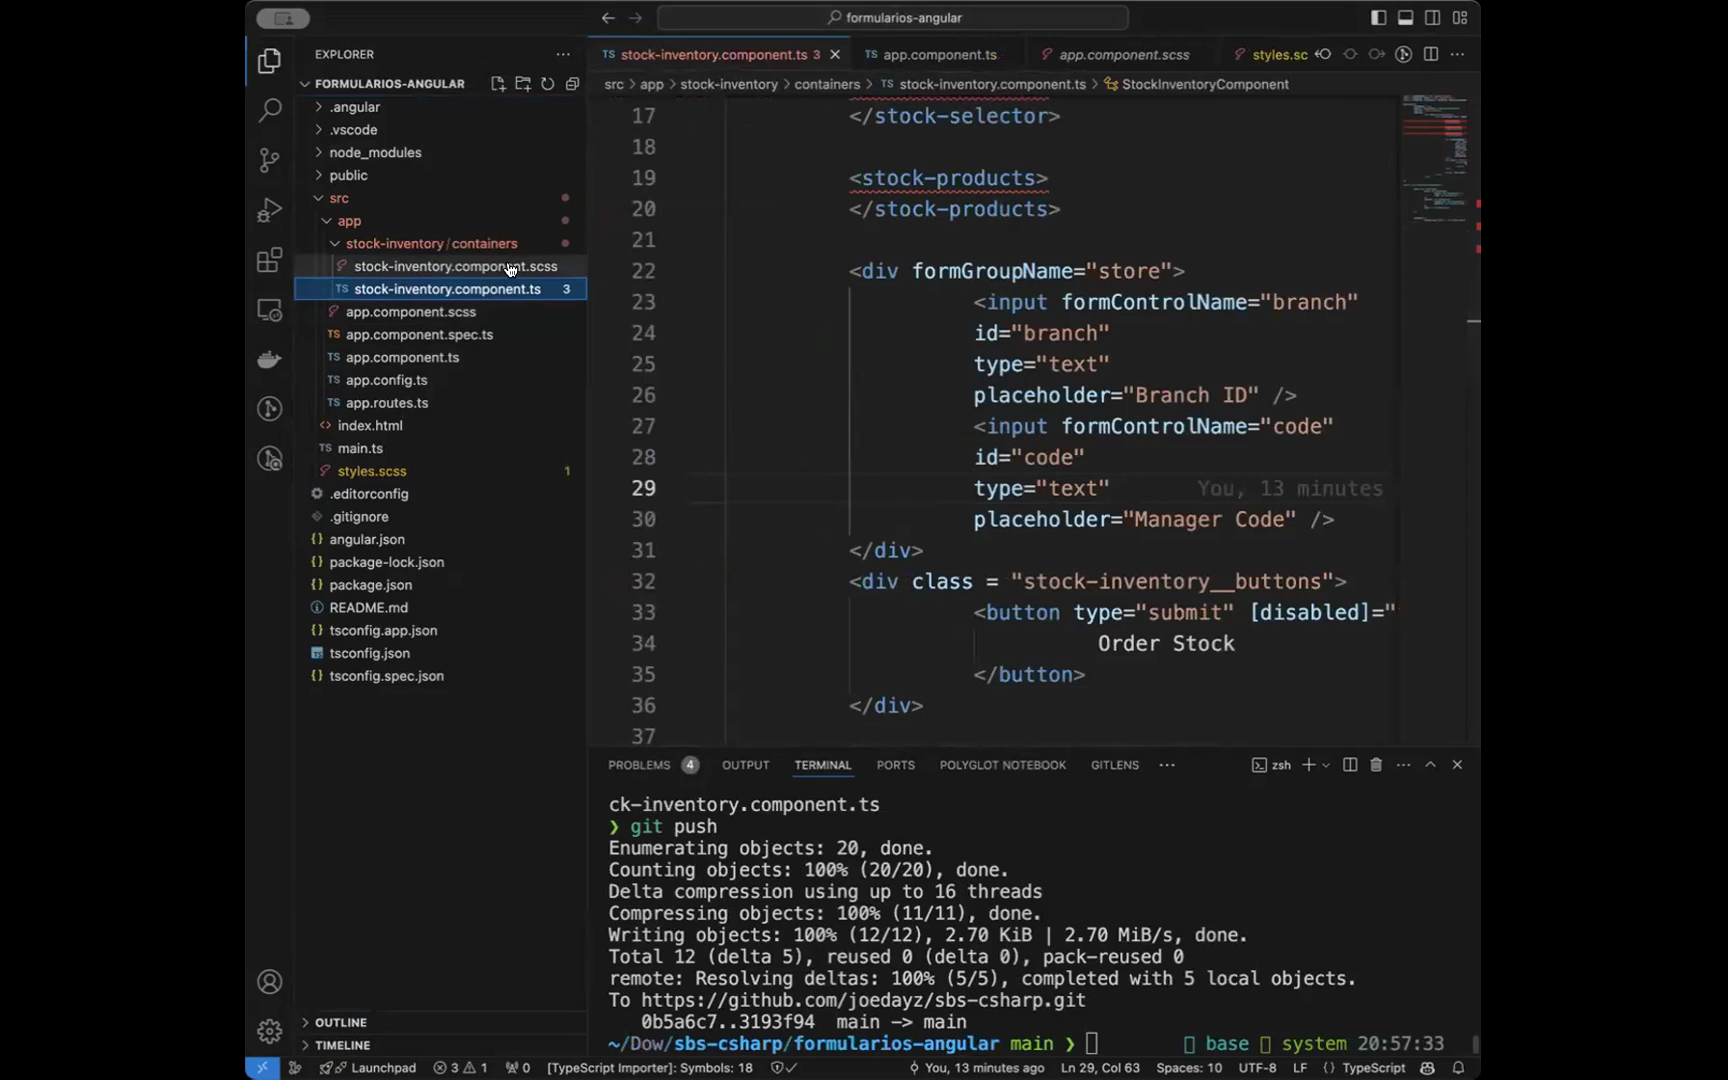 formularios-angular
EXPLORER
FORMULARIOS-ANGULAR
.angular
.vscode
node_modules
public
src
app
stock-inventory/containers
stock-inventory.component.scss
stock-inventory.component.ts 3
app.component.scss
app.component.spec.ts
app.component.ts
app.config.ts
app.routes.ts
index.html
main.ts
styles.scss 1
.editorconfig
.gitignore
angular.json
package-lock.json
package.json
README.md
tsconfig.app.json
tsconfig.json
tsconfig.spec.json
OUTLINE
TIMELINE
TS stock-inventory.component.ts 3 TS app.component.ts app.component.scss styles.sc
src > app > stock-inventory > containers > TS stock-inventory.component.ts > StockInventoryComponent
17 </stock-selector>
18
19 <stock-products>
20 </stock-products>
21
22 <div formGroupName="store">
23 <input formControlName="branch"
24 id="branch"
25 type="text"
26 placeholder="Branch ID" />
27 <input formControlName="code"
28 id="code"
29 type="text" You, 13 minutes
30 placeholder="Manager Code" />
31 </div>
32 <div class = "stock-inventory__buttons">
33 <button type="submit" [disabled]="
34 Order Stock
35 </button>
36 </div>
37
PROBLEMS 4 OUTPUT TERMINAL PORTS POLYGLOT NOTEBOOK GITLENS zsh
ck-inventory.component.ts
❯ git push
Enumerating objects: 20, done.
Counting objects: 100% (20/20), done.
Delta compression using up to 16 threads
Compressing objects: 100% (11/11), done.
Writing objects: 100% (12/12), 2.70 KiB | 2.70 MiB/s, done.
Total 12 (delta 5), reused 0 (delta 0), pack-reused 0
remote: Resolving deltas: 100% (5/5), completed with 5 local objects.
To https://github.com/joedayz/sbs-csharp.git
0b5a6c7..3193f94 main -> main
~/Dow/sbs-csharp/formularios-angular main ❯ base system 20:57:33
Launchpad 3 1 0 [TypeScript Importer]: Symbols: 18 You, 13 minutes ago Ln 29, Col 63 Spaces: 10 UTF-8 LF {} TypeScript